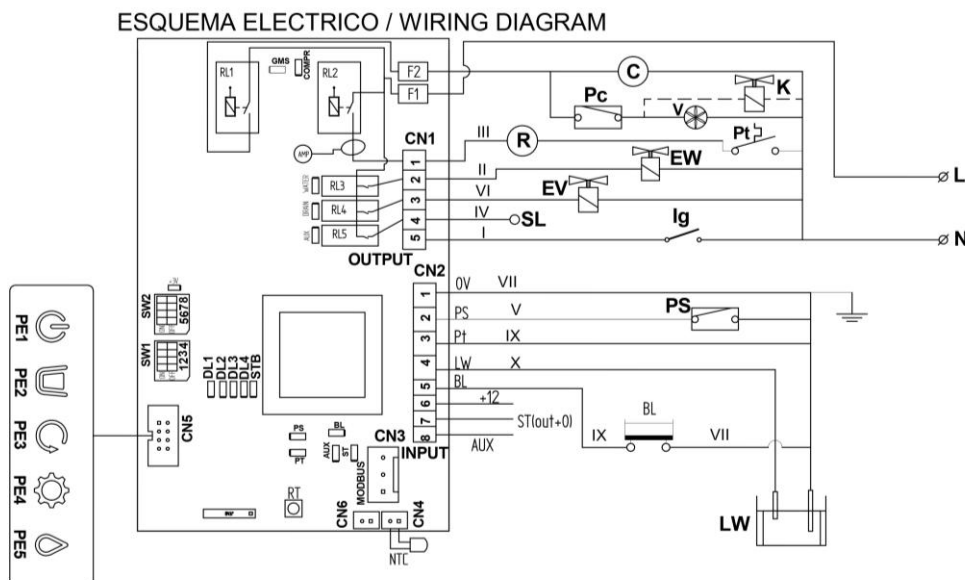 ESQUEMA ELECTRICO / WIRING DIAGRAM
RL1
GMS
COMPR
RL2
F2
F1
C
K
Pc
V
CN1
III
R
Pt
AMP
1
2
3
4
5
II
EW
VI
EV
IV
SL
I
Ig
L
N
WATER
RL3
DRAIN
RL4
AUX
RL5
OUTPUT
CN2
1
2
3
4
5
6
7
8
0V VII
PS V
PS
Pt IX
LW X
BL
+12
ST(out+0)
AUX
INPUT
BL
IX
VII
LW
SW2
ON
OFF
5678
SW1
ON
OFF
1234
DL1
DL2
DL3
DL4
STB
CN5
PS
PT
BL
AUX
ST
CN3
MODBUS
RT
CN6
CN4
NTC
PE1
PE2
PE3
PE4
PE5